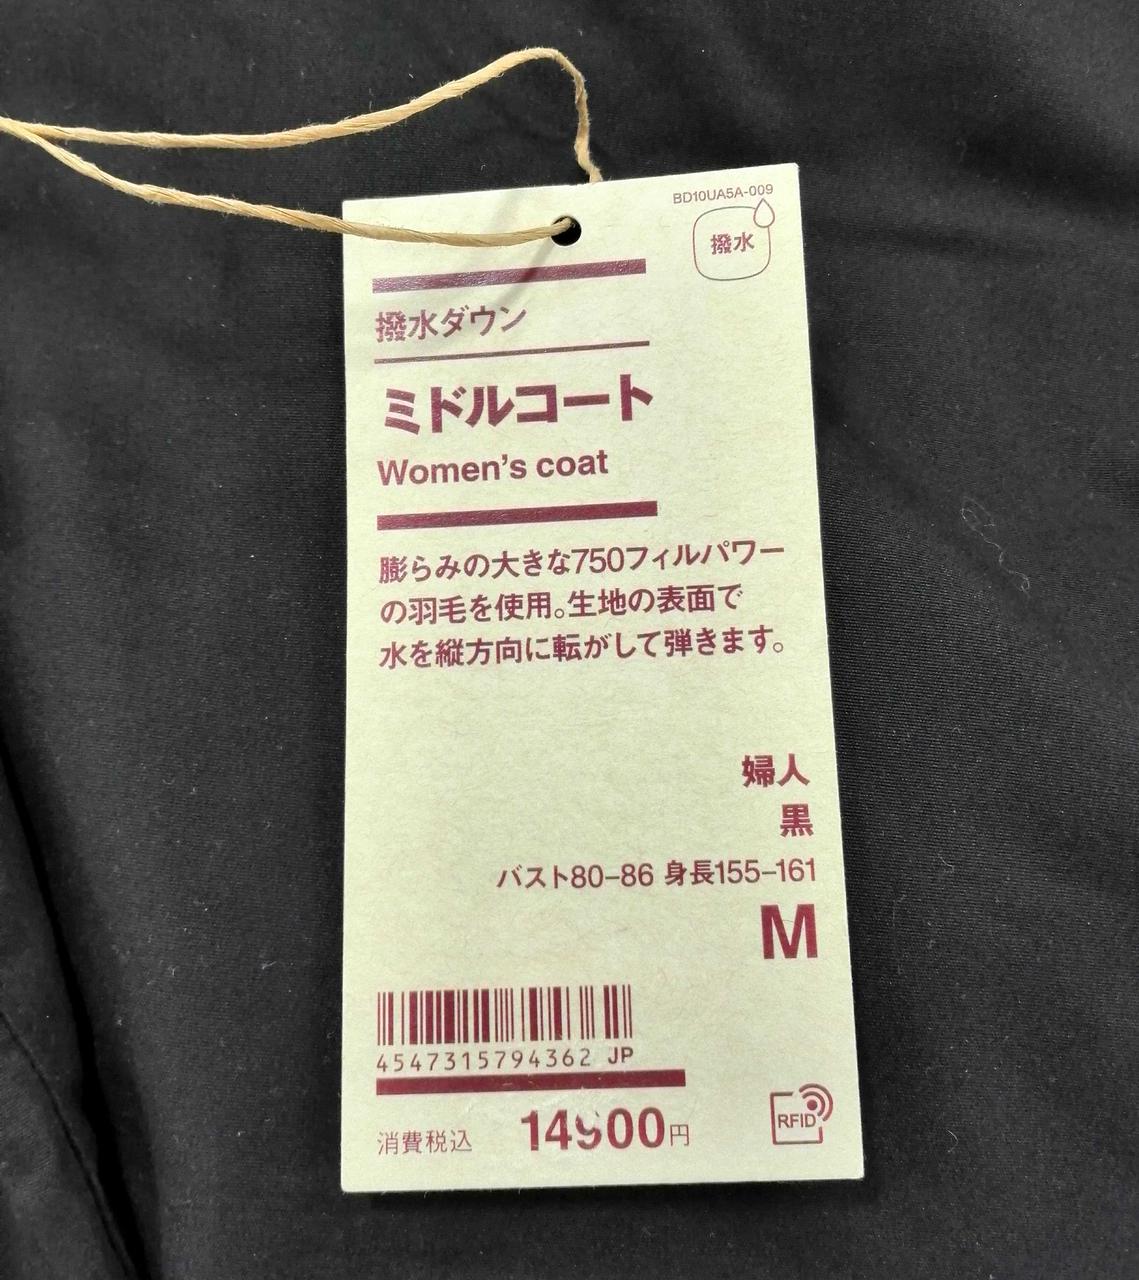 BD10UA5A-009
撥水
撥水ダウン
ミドルコート
Women's coat
膨らみの大きな750フィルパワー
の羽毛を使用。生地の表面で
水を縦方向に転がして弾きます。
婦人
黒
バスト80–86 身長155–161
M
4547315794362 JP
消費税込 14900円
RFID